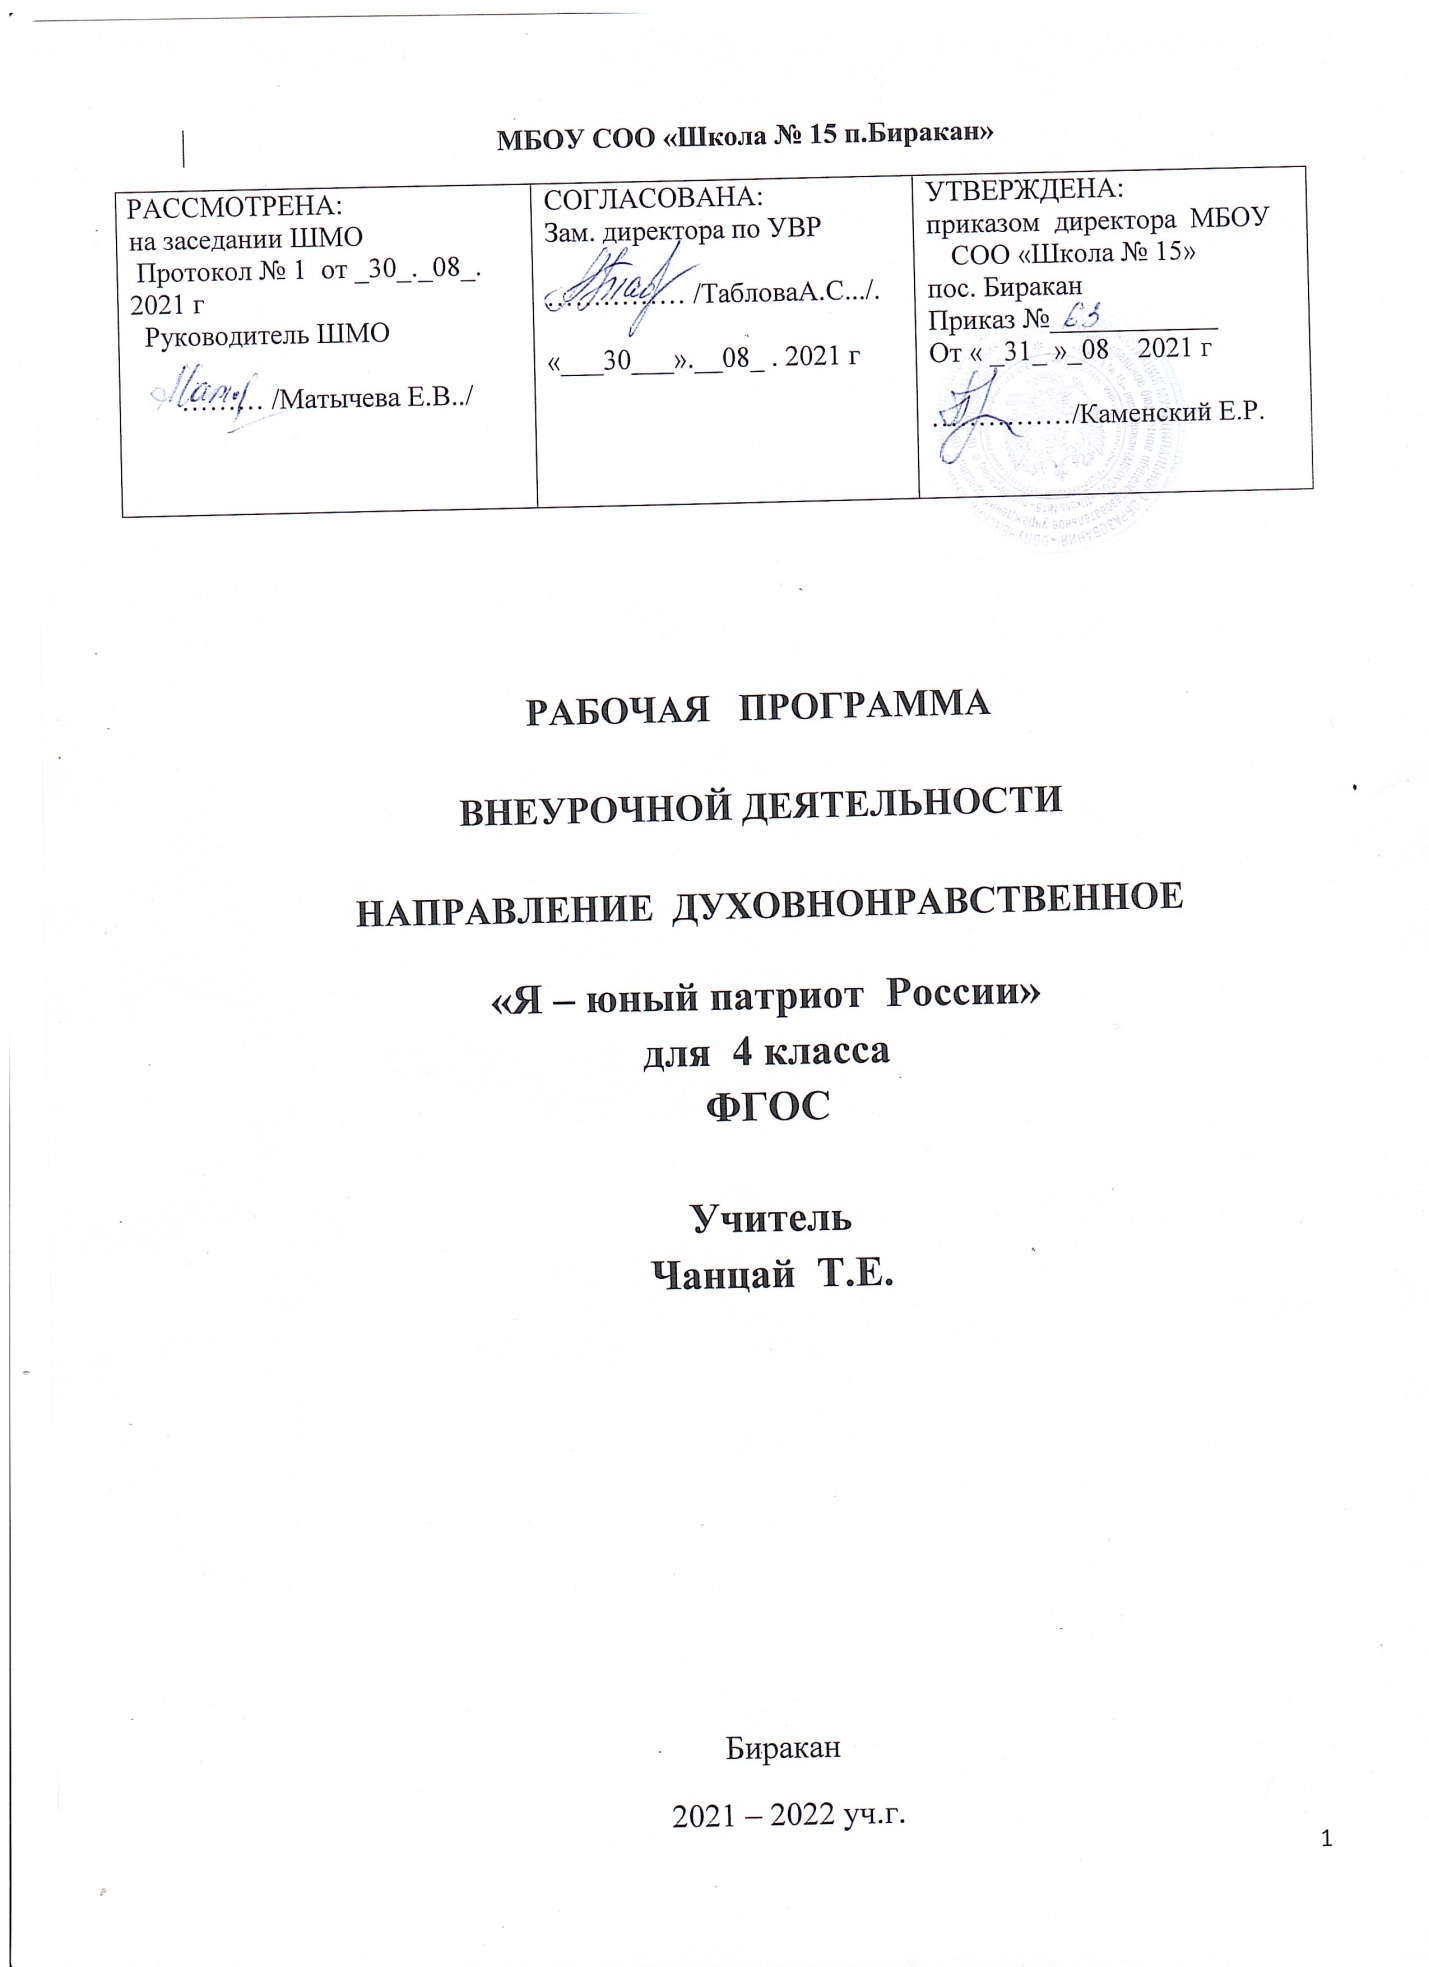 МБОУ СОО «Школа № 15 п.Биракан»
РАССМОТРЕНА:
на заседании ШМО
Протокол № 1 от _30_._08_.
2021 г
Руководитель ШМО
………. /Матычева Е.В../
СОГЛАСОВАНА:
Зам. директора по УВР
……………. /ТабловаА.С.../.
«___30___».__08_ . 2021 г
УТВЕРЖДЕНА:
приказом директора МБОУ
СОО «Школа № 15»
пос. Биракан
Приказ №____________
От « _31_ »_08 2021 г
……………/Каменский Е.Р.
РАБОЧАЯ ПРОГРАММА
ВНЕУРОЧНОЙ ДЕЯТЕЛЬНОСТИ
НАПРАВЛЕНИЕ ДУХОВНОНРАВСТВЕННОЕ
«Я – юный патриот России»
для 4 класса
ФГОС
Учитель
Чанцай Т.Е.
Биракан
2021 – 2022 уч.г.
1